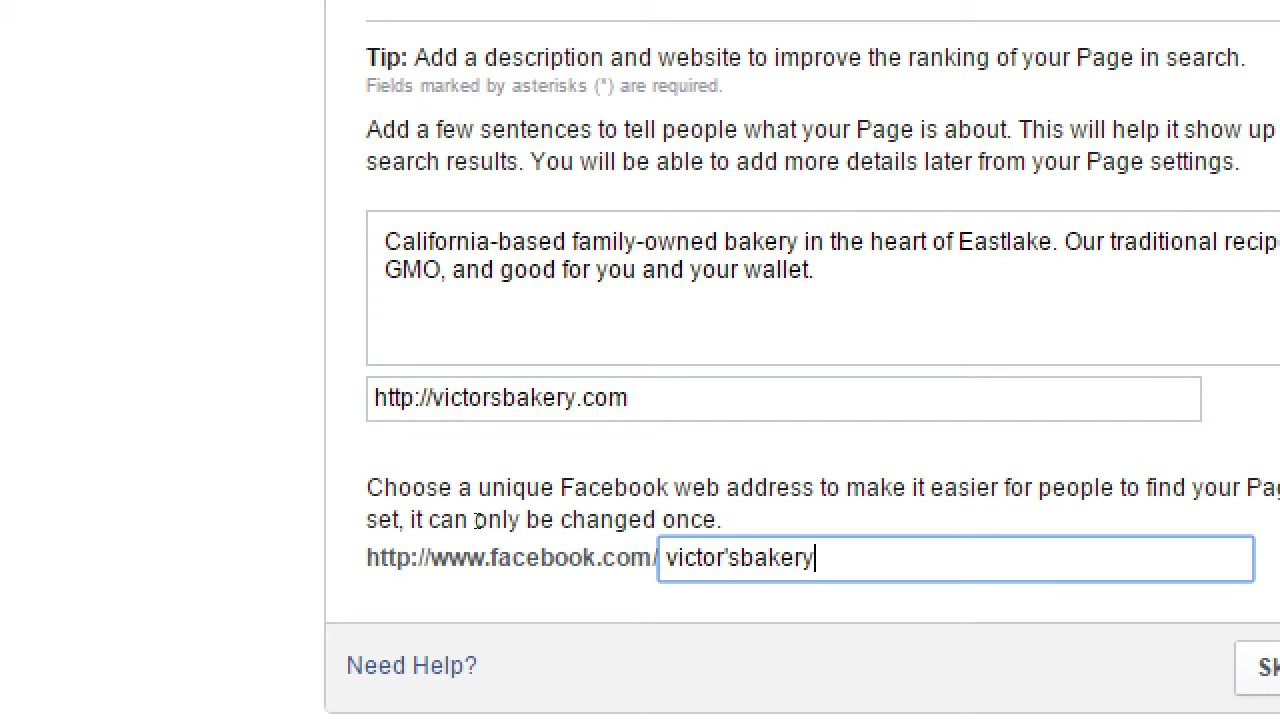 Tip: Add a description and website to improve the ranking of your Page in search.
Fields marked by asterisks (*) are required.
Add a few sentences to tell people what your Page is about. This will help it show up
search results. You will be able to add more details later from your Page settings.
California-based family-owned bakery in the heart of Eastlake. Our traditional
GMO, and good for you and your wallet.
http://victorsbakery.com
Choose a unique Facebook web address to make it easier for people to find your
set, it can only be changed once.
http://www.facebook.com/ victor'sbakery
Need Help?